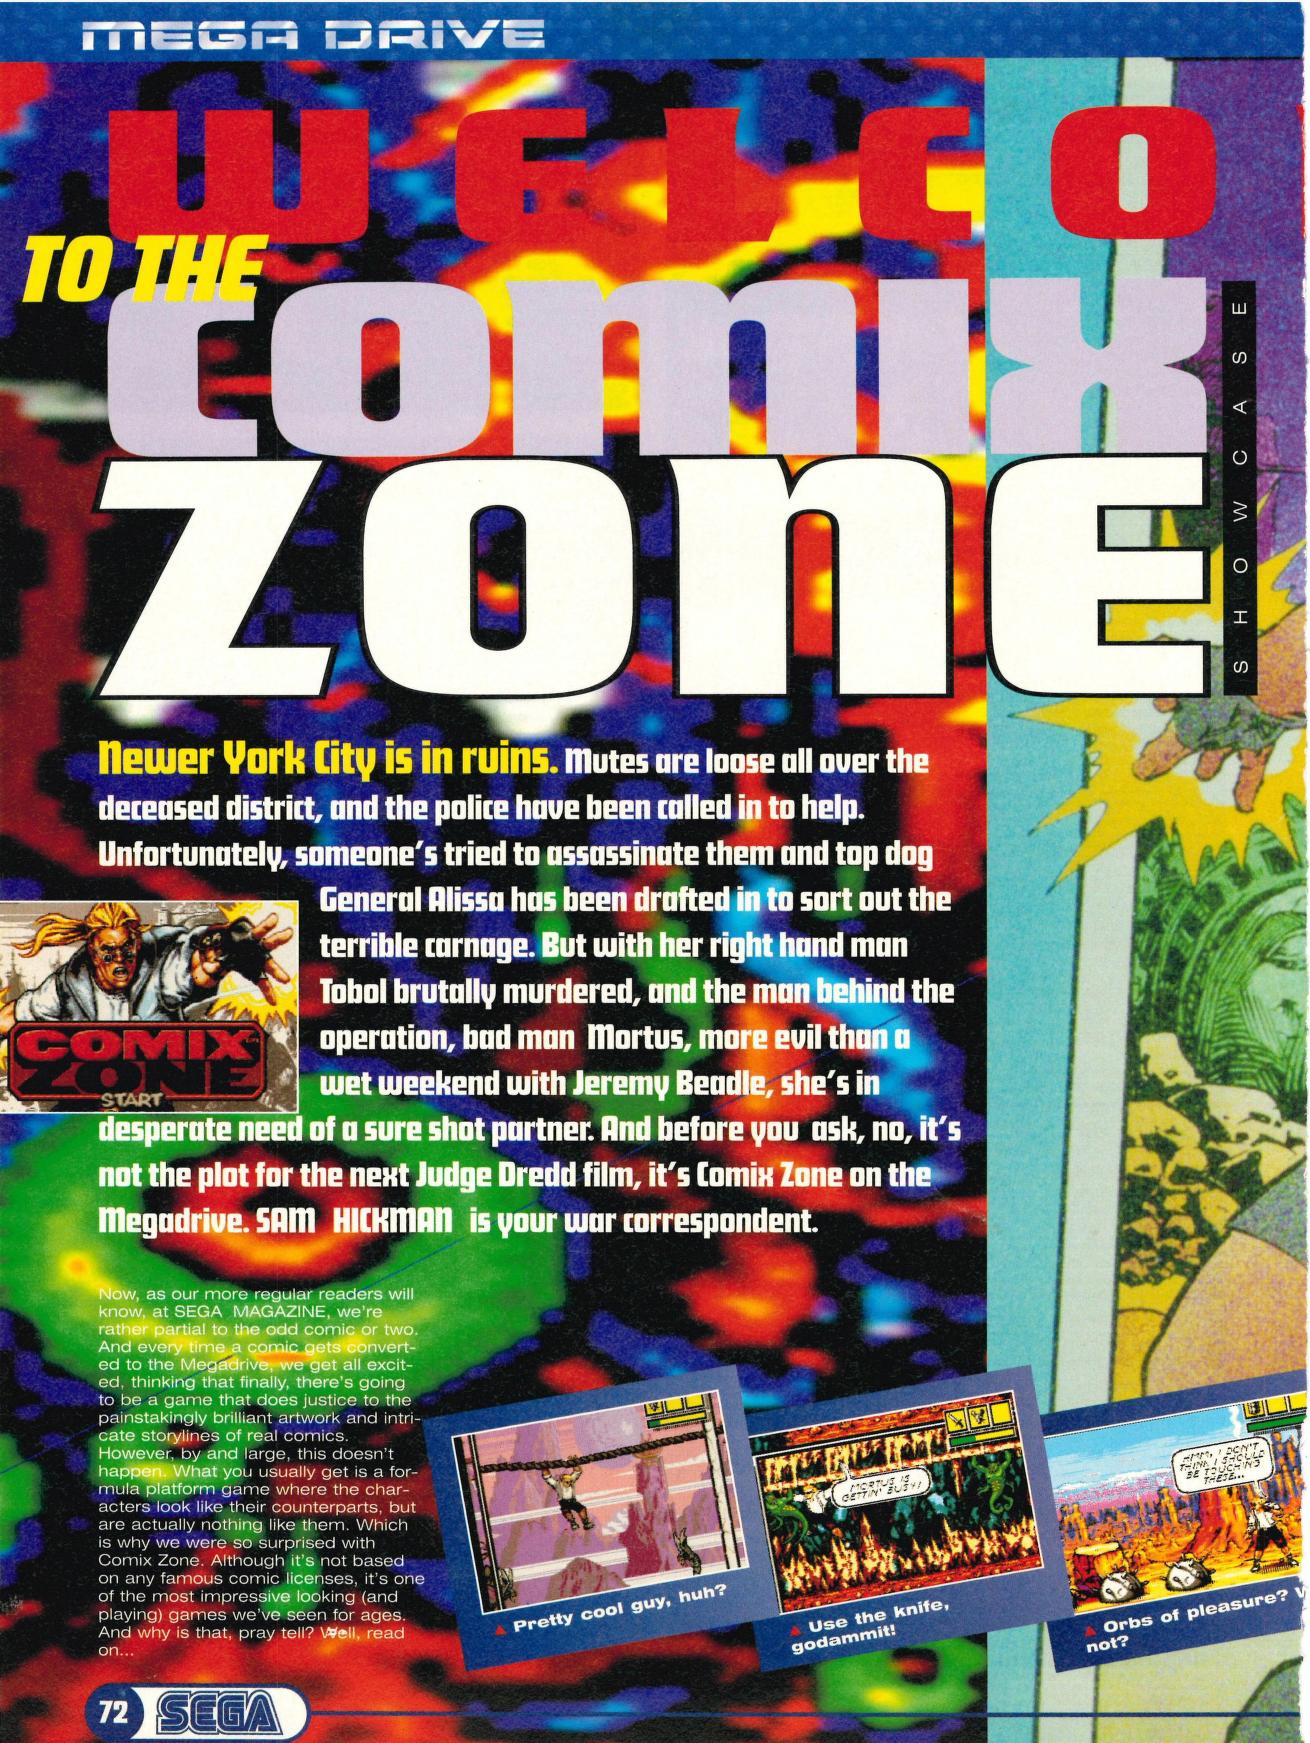 MEGA DRIVE
WELCO
TO THE
COMIX
ZONE
SHOWCASE
Newer York City is in ruins. Mutes are loose all over the
deceased district, and the police have been called in to help.
Unfortunately, someone's tried to assassinate them and top dog
General Alissa has been drafted in to sort out the
terrible carnage. But with her right hand man
Tobol brutally murdered, and the man behind the
operation, bad man Mortus, more evil than a
wet weekend with Jeremy Beadle, she's in
desperate need of a sure shot partner. And before you ask, no, it's
not the plot for the next Judge Dredd film, it's Comix Zone on the
Megadrive. SAM HICKMAN is your war correspondent.
COMIX
ZONE
START
Now, as our more regular readers will
know, at SEGA MAGAZINE, we're
rather partial to the odd comic or two.
And every time a comic gets convert-
ed to the Megadrive, we get all excit-
ed, thinking that finally, there's going
to be a game that does justice to the
painstakingly brilliant artwork and intri-
cate storylines of real comics.
However, by and large, this doesn't
happen. What you usually get is a for-
mula platform game where the char-
acters look like their counterparts, but
are actually nothing like them. Which
is why we were so surprised with
Comix Zone. Although it's not based
on any famous comic licenses, it's one
of the most impressive looking (and
playing) games we've seen for ages.
And why is that, pray tell? Well, read
on...
▲ Pretty cool guy, huh?
MORTUS IS
GETTIN' BUSY!
▲ Use the knife,
godammit!
HMM, I DON'T
THINK I SHOULD
BE TOUCHING
THESE...
▲ Orbs of pleasure?
not?
72 SEGA